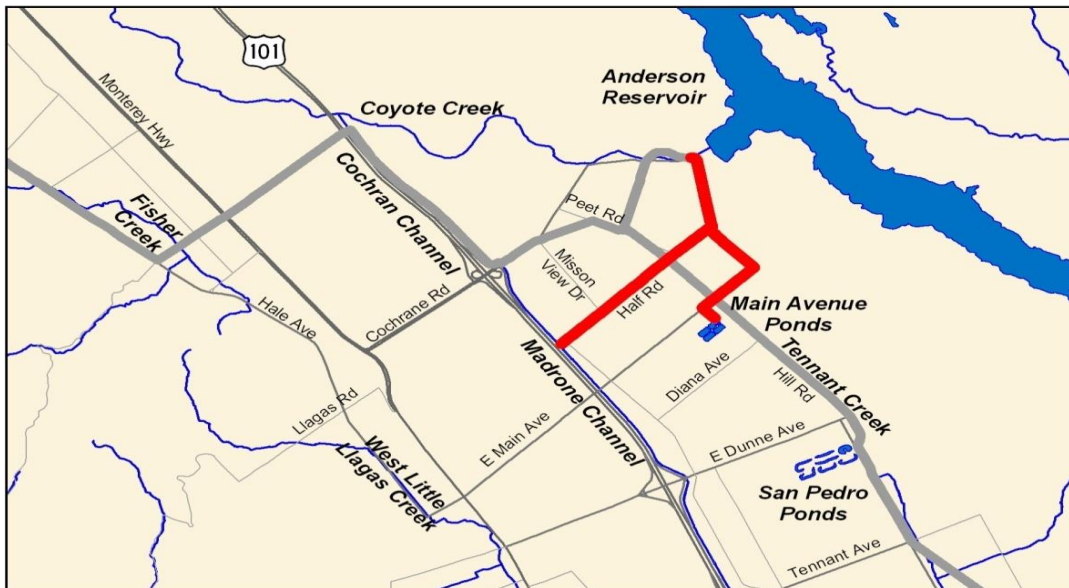 101
Anderson
Reservoir
Coyote Creek
Monterey Hwy
Cochran Channel
Fisher
Creek
Peet Rd
Misson
View Dr
Half Rd
Main Avenue
Ponds
Hale Ave
Cochrane Rd
Madrone Channel
Diana Ave
Tennant Creek
Hill Rd
Llagas Rd
E Main Ave
E Dunne Ave
West Little
Llagas Creek
San Pedro
Ponds
Tennant Ave